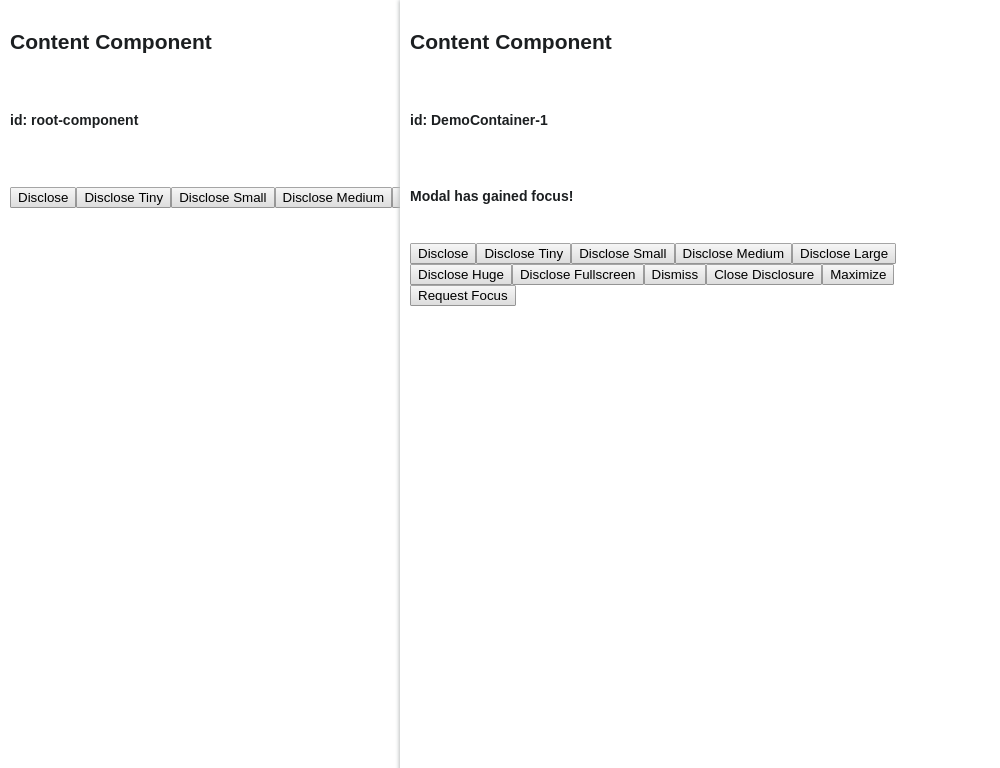 Content Component
id: root-component
Disclose Disclose Tiny Disclose Small Disclose Medium
Content Component
id: DemoContainer-1
Modal has gained focus!
Disclose Disclose Tiny Disclose Small Disclose Medium Disclose Large
Disclose Huge Disclose Fullscreen Dismiss Close Disclosure Maximize
Request Focus